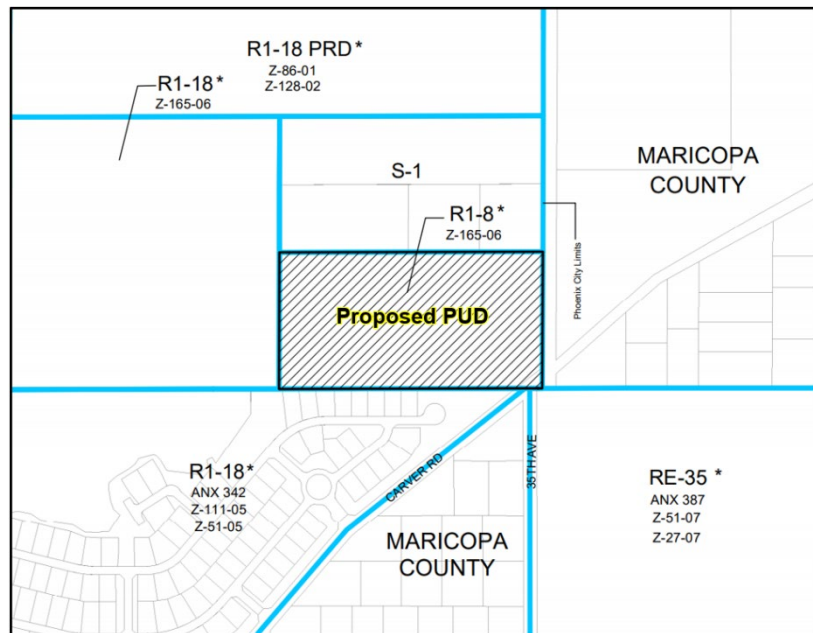 R1-18 PRD *
Z-86-01
Z-128-02
R1-18 *
Z-165-06
MARICOPA
COUNTY
S-1
R1-8 *
Z-165-06
Phoenix City Limits
Proposed PUD
R1-18 *
ANX 342
Z-111-05
Z-51-05
CARVER RD
35TH AVE
RE-35 *
ANX 387
Z-51-07
Z-27-07
MARICOPA
COUNTY